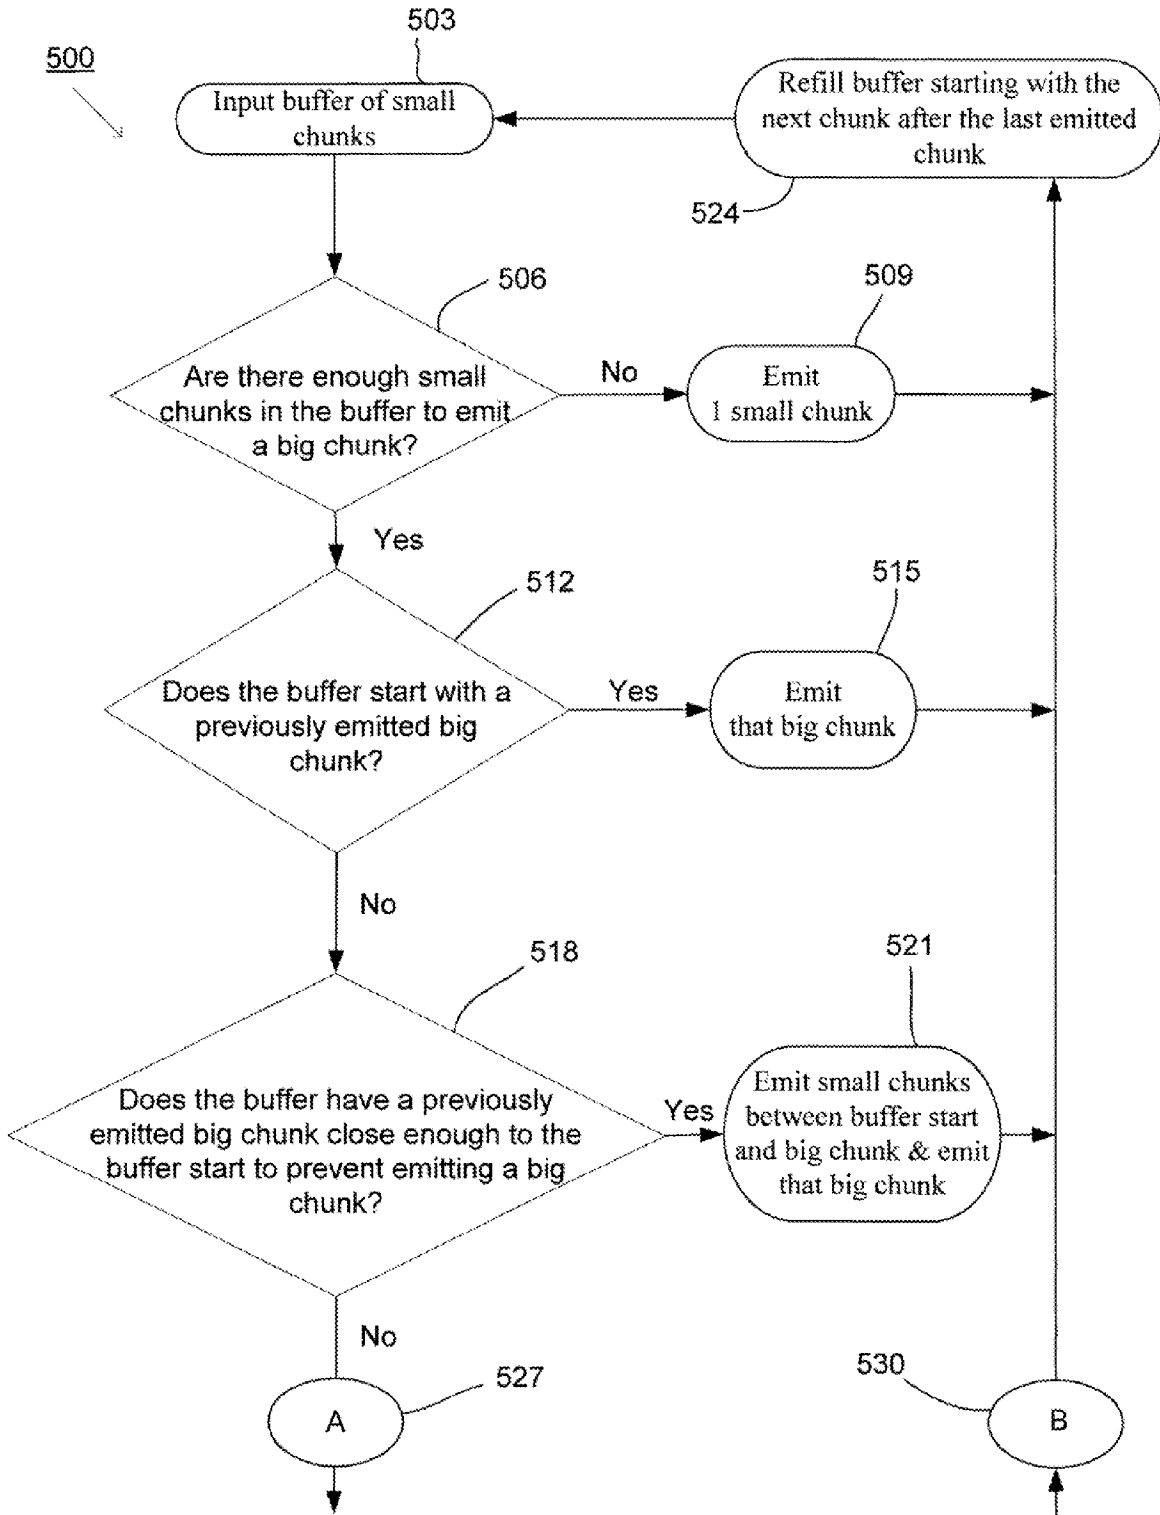 500
503
Input buffer of small
chunks
Refill buffer starting with the
next chunk after the last emitted
chunk
524
506
Are there enough small
chunks in the buffer to emit
a big chunk?
No
509
Emit
1 small chunk
Yes
512
Does the buffer start with a
previously emitted big
chunk?
Yes
515
Emit
that big chunk
No
518
Does the buffer have a previously
emitted big chunk close enough to the
buffer start to prevent emitting a big
chunk?
Yes
521
Emit small chunks
between buffer start
and big chunk & emit
that big chunk
No
A
527
530
B